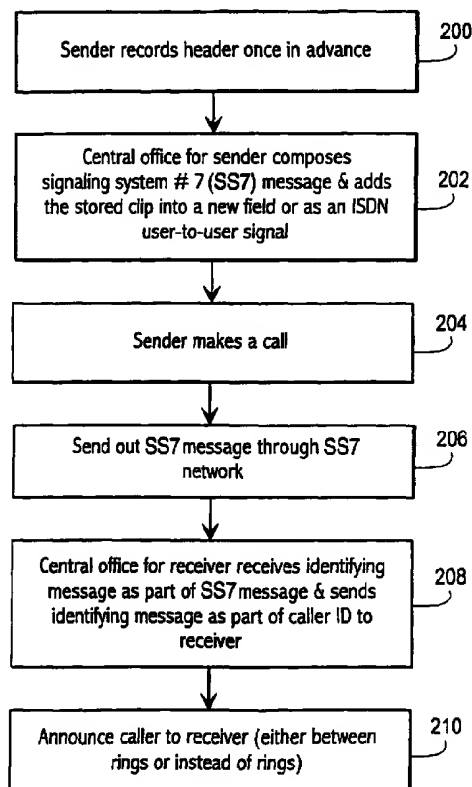 Sender records header once in advance
200
Central office for sender composes
signaling system # 7 (SS7) message & adds
the stored clip into a new field or as an ISDN
user-to-user signal
202
Sender makes a call
204
Send out SS7 message through SS7
network
206
Central office for receiver receives identifying
message as part of SS7 message & sends
identifying message as part of caller ID to
receiver
208
Announce caller to receiver (either between
rings or instead of rings)
210